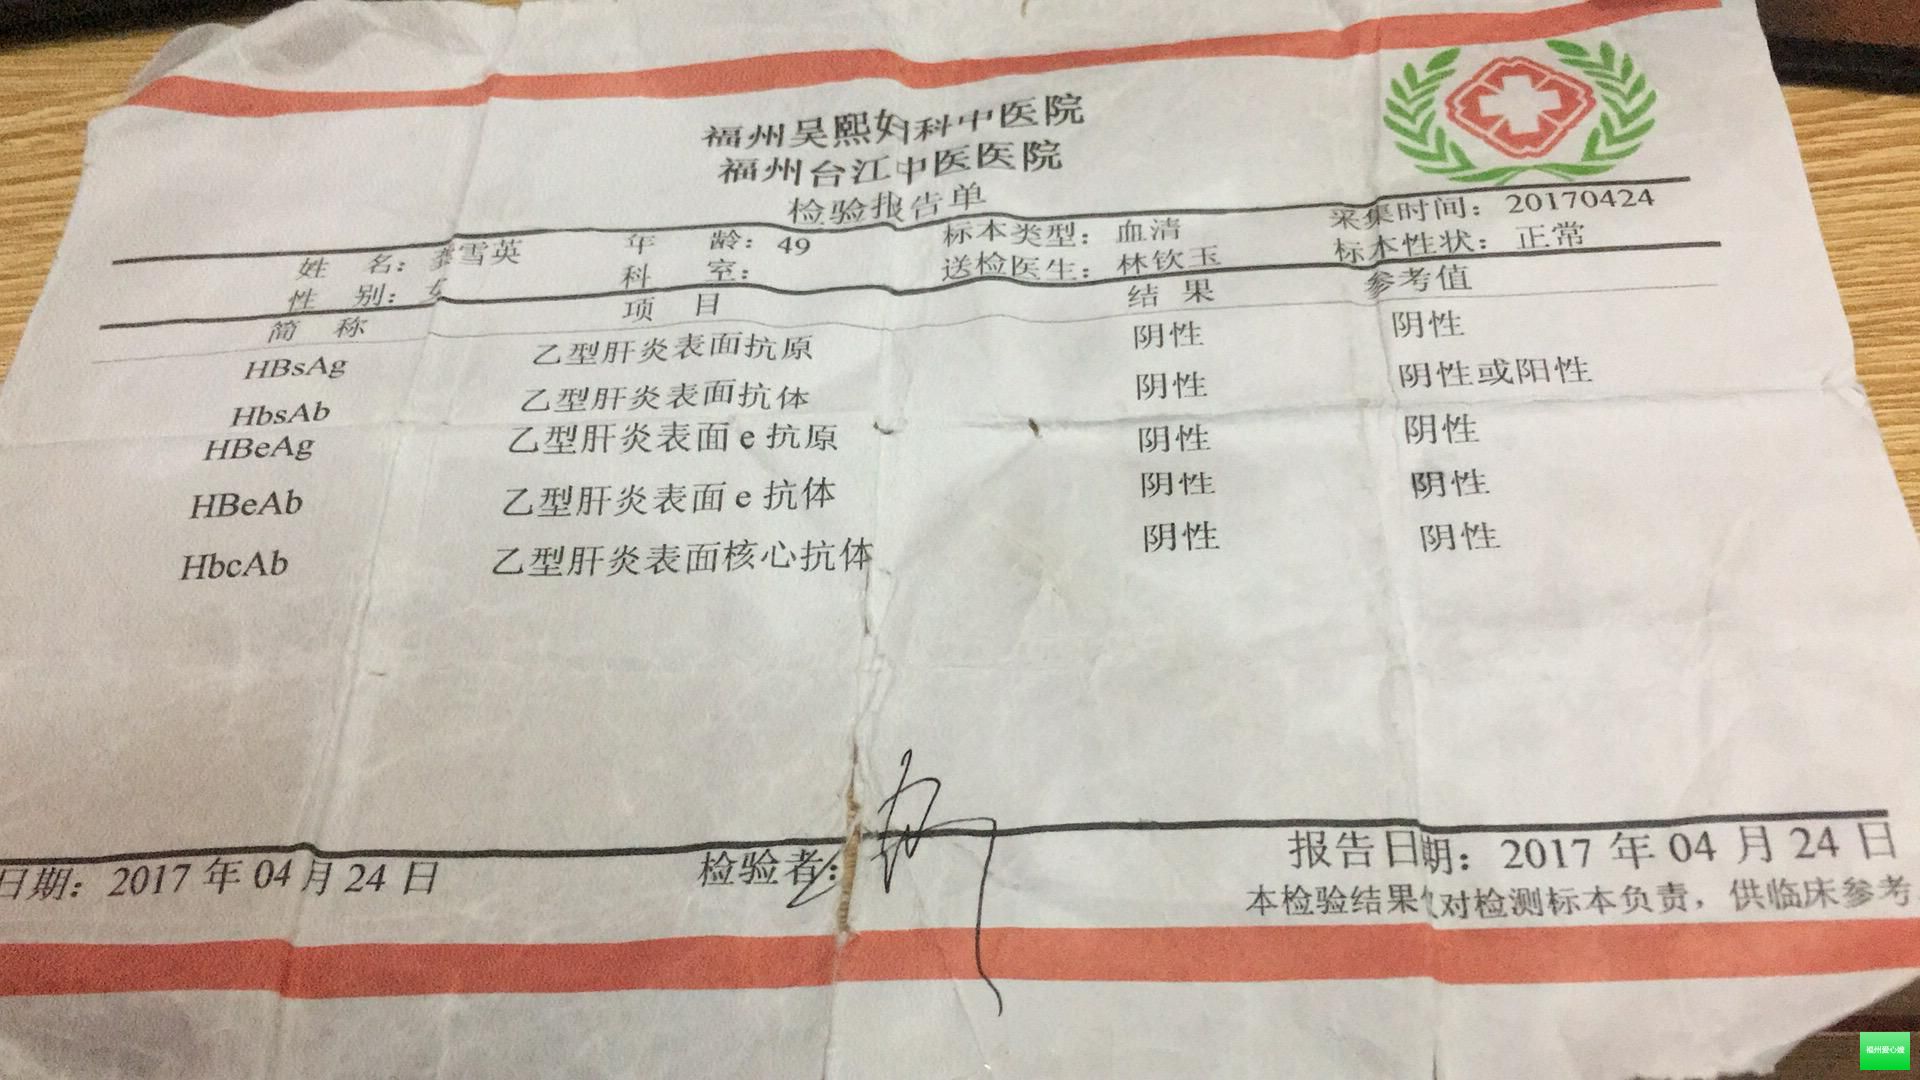 福州吴熙妇科中医院
福州台江中医医院
检验报告单
姓 名： 雪英 年 龄：49 标本类型：血清 采集时间：20170424
性 别： 科 室： 送检医生：林钦玉 标本性状：正常
简 称 项 目 结 果 参考值
HBsAg 乙型肝炎表面抗原 阴性 阴性
HbsAb 乙型肝炎表面抗体 阴性 阴性或阳性
HBeAg 乙型肝炎表面e抗原 阴性 阴性
HBeAb 乙型肝炎表面e抗体 阴性 阴性
HbcAb 乙型肝炎表面核心抗体 阴性 阴性
日期：2017年04月24日 检验者： 报告日期：2017年04月24日
本检验结果 对检测标本负责，供临床参考
福州爱心嫂